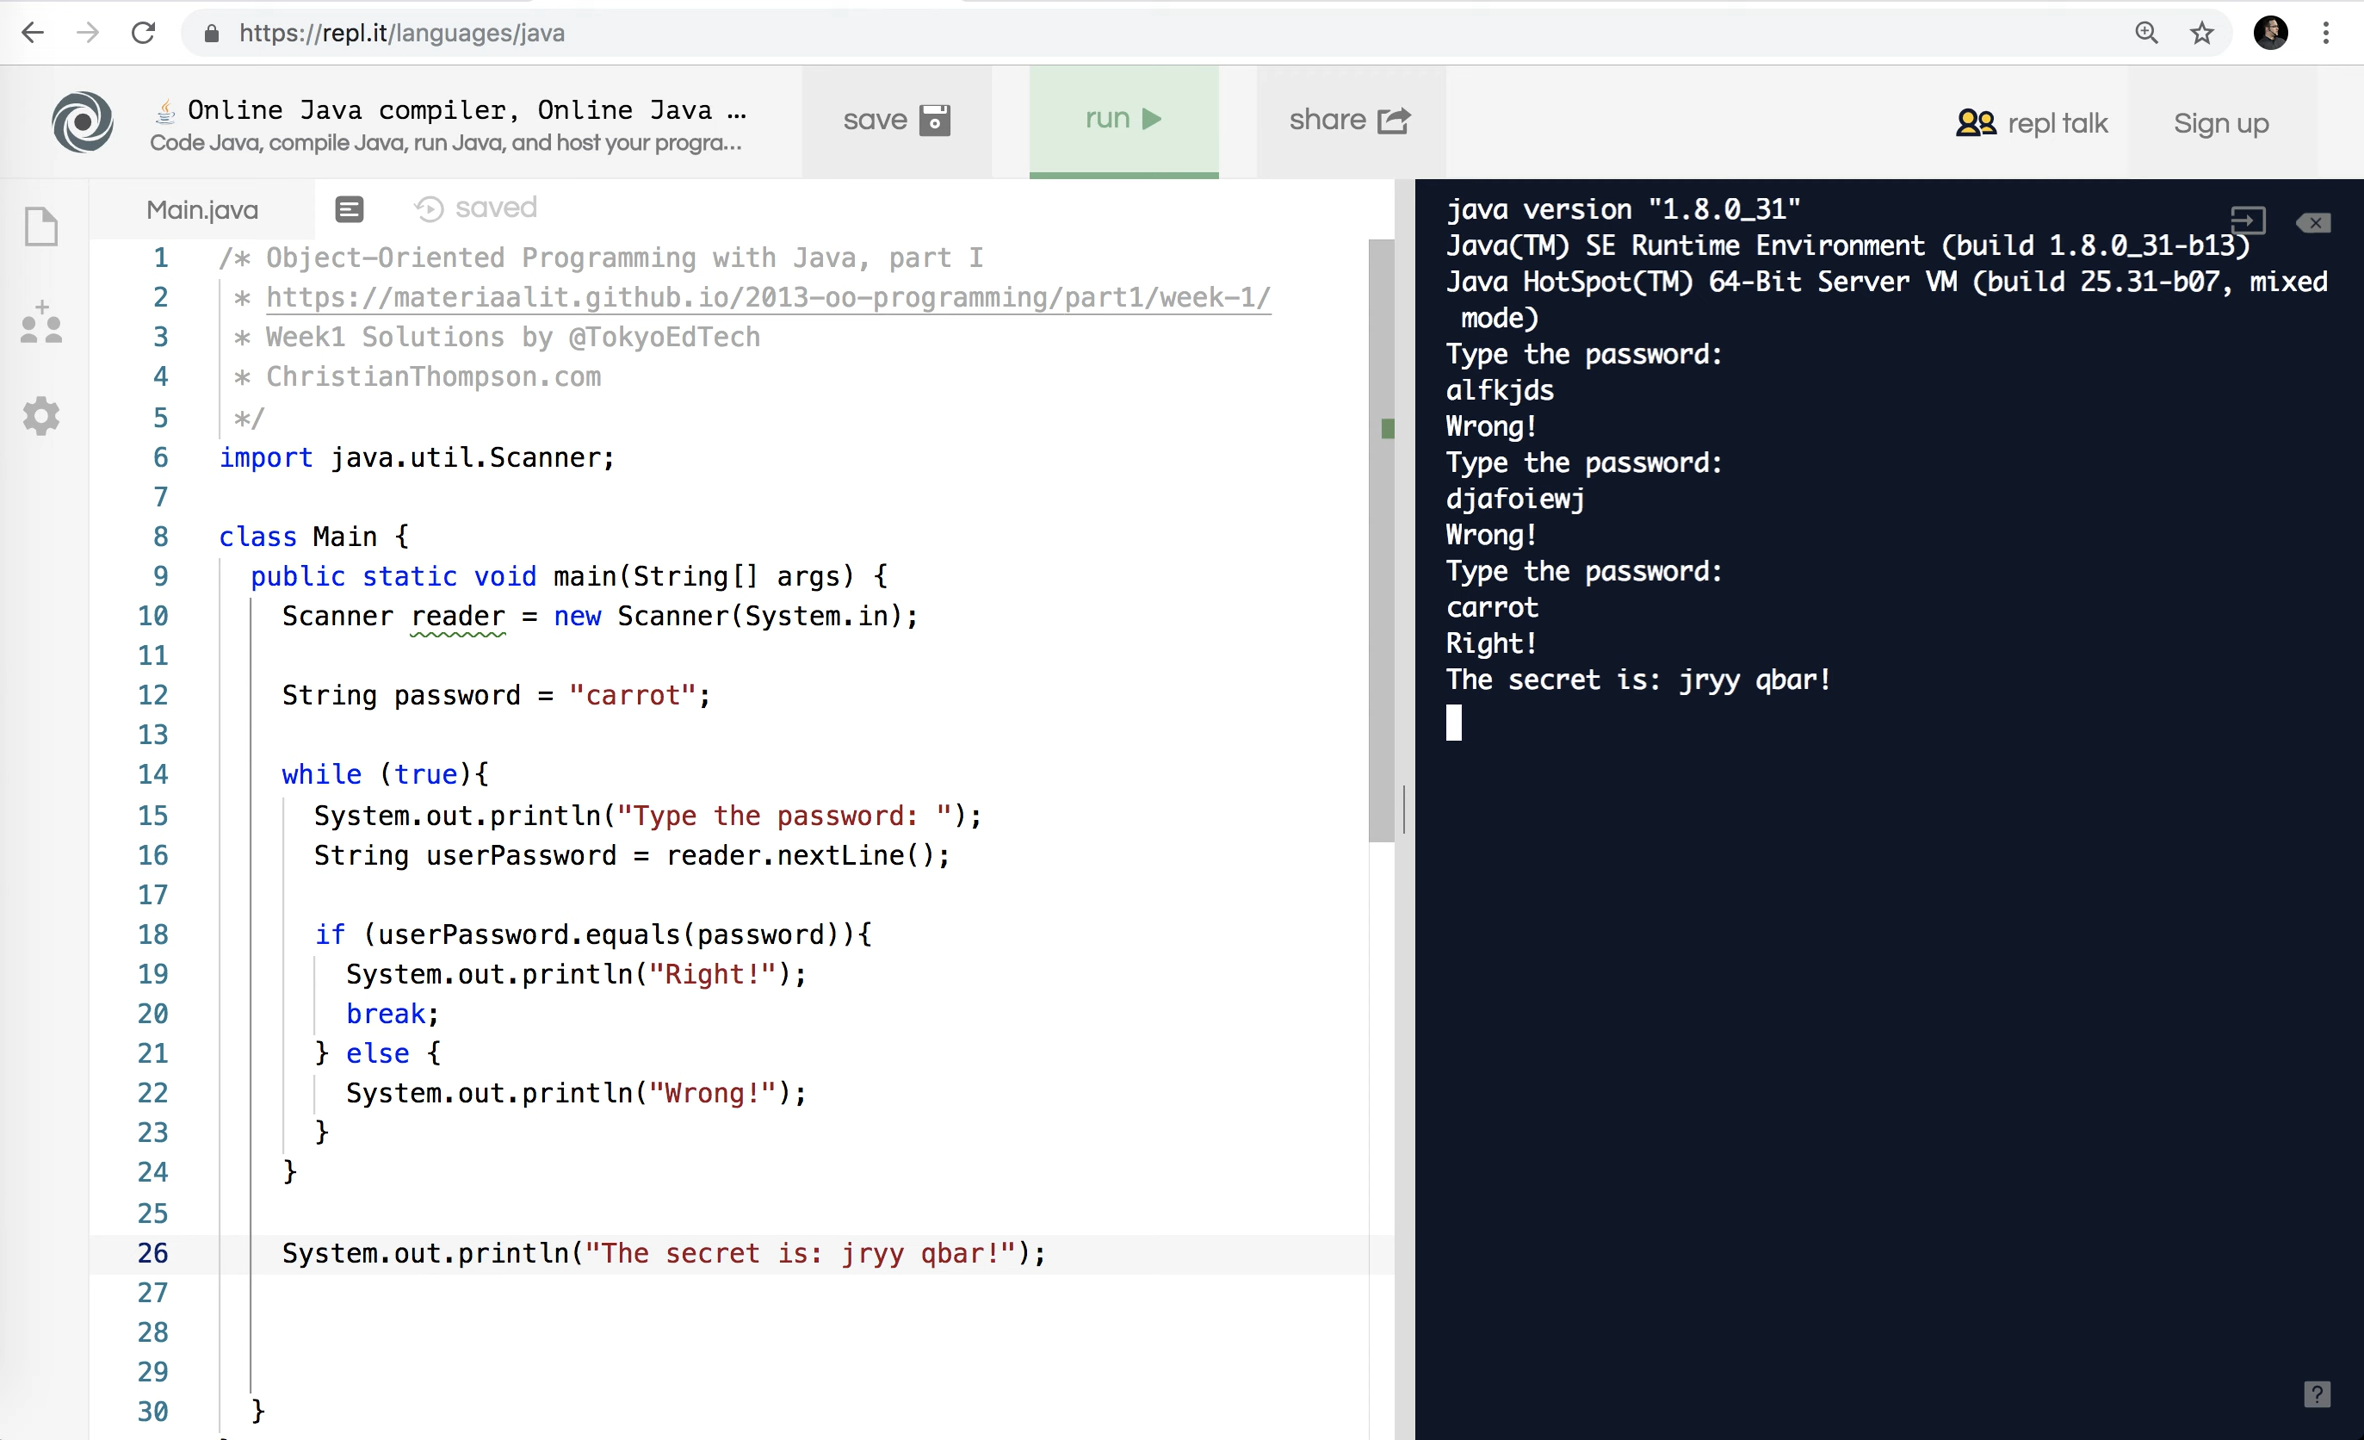 https://repl.it/languages/java
Online Java compiler, Online Java ...
Code Java, compile Java, run Java, and host your progra...
save
run
share
repl talk
Sign up
Main.java
saved
1 /* Object-Oriented Programming with Java, part I
2 * https://materiaalit.github.io/2013-oo-programming/part1/week-1/
3 * Week1 Solutions by @TokyoEdTech
4 * ChristianThompson.com
5 */
6 import java.util.Scanner;
7
8 class Main {
9 public static void main(String[] args) {
10 Scanner reader = new Scanner(System.in);
11
12 String password = "carrot";
13
14 while (true){
15 System.out.println("Type the password: ");
16 String userPassword = reader.nextLine();
17
18 if (userPassword.equals(password)){
19 System.out.println("Right!");
20 break;
21 } else {
22 System.out.println("Wrong!");
23 }
24 }
25
26 System.out.println("The secret is: jryy qbar!");
27
28
29
30 }
java version "1.8.0_31"
Java(TM) SE Runtime Environment (build 1.8.0_31-b13)
Java HotSpot(TM) 64-Bit Server VM (build 25.31-b07, mixed
mode)
Type the password:
alfkjds
Wrong!
Type the password:
djafoiewj
Wrong!
Type the password:
carrot
Right!
The secret is: jryy qbar!
?